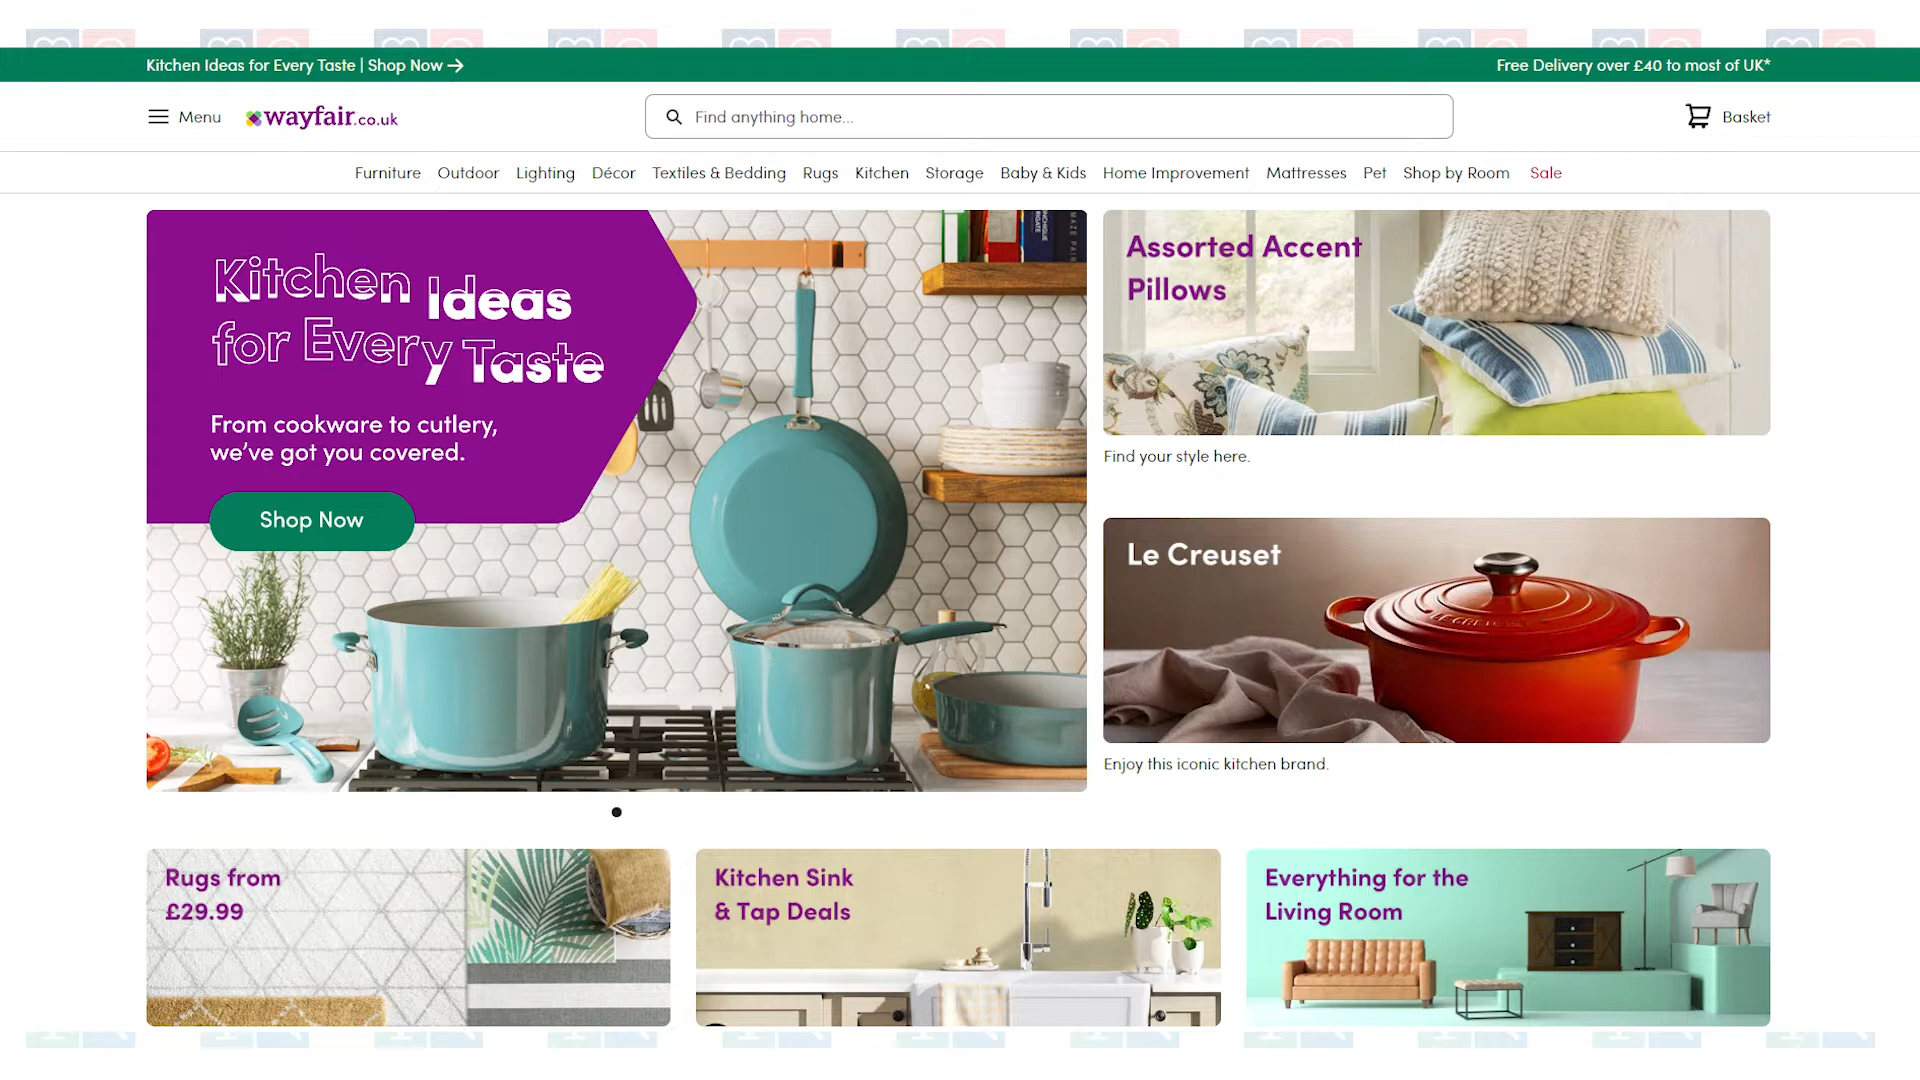 Kitchen Ideas for Every Taste | Shop Now →
Free Delivery over £40 to most of UK*
Menu
wayfair.co.uk
Find anything home...
Basket
Furniture Outdoor Lighting Décor Textiles & Bedding Rugs Kitchen Storage Baby & Kids Home Improvement Mattresses Pet Shop by Room Sale
Kitchen Ideas
for Every Taste
From cookware to cutlery,
we've got you covered.
Shop Now
Assorted Accent
Pillows
Find your style here.
Le Creuset
LE CREUSET
Enjoy this iconic kitchen brand.
Rugs from
£29.99
Kitchen Sink
& Tap Deals
Everything for the
Living Room